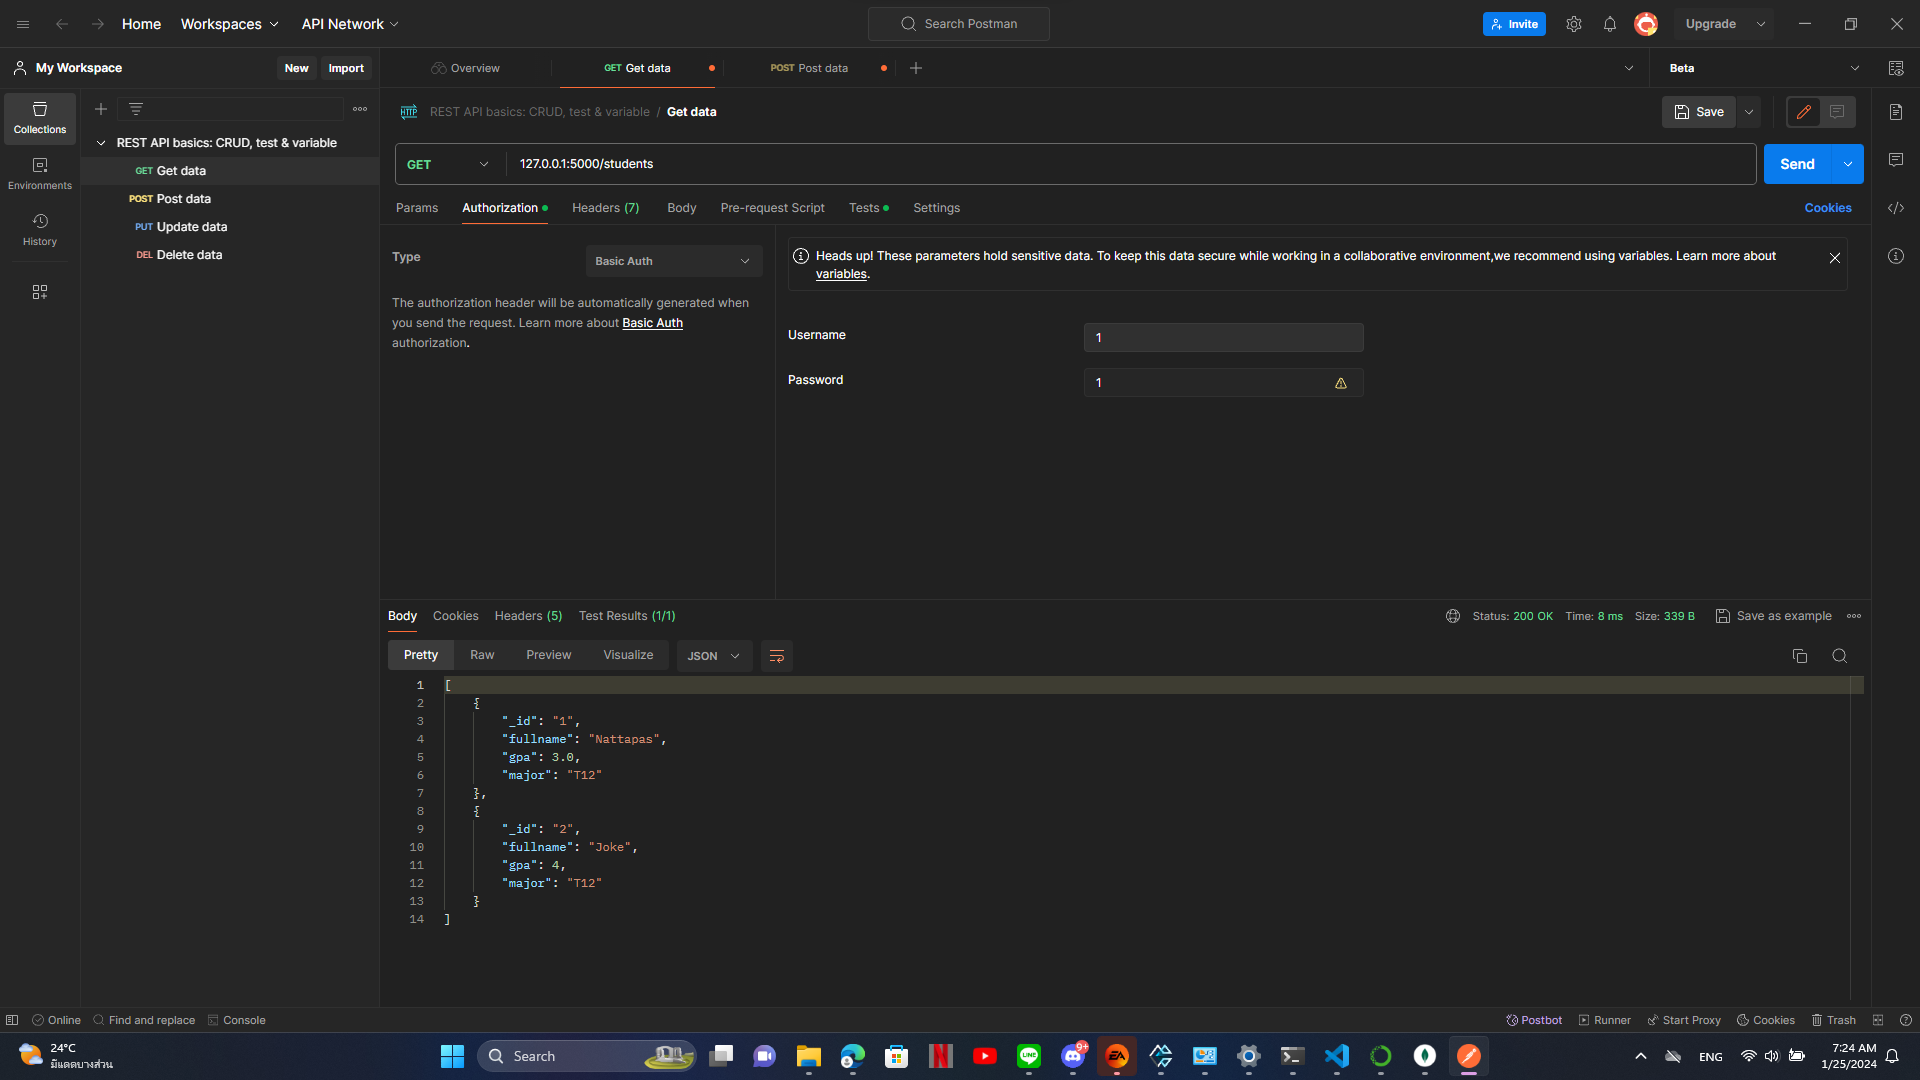 Home Workspaces API Network Search Postman Invite Upgrade
My Workspace New Import Overview GET Get data POST Post data Beta
Collections
Environments
History
REST API basics: CRUD, test & variable
GET Get data
POST Post data
PUT Update data
DEL Delete data
HTTP REST API basics: CRUD, test & variable / Get data Save
GET 127.0.0.1:5000/students Send
Params Authorization Headers (7) Body Pre-request Script Tests Settings Cookies
Type Basic Auth
The authorization header will be automatically generated when
you send the request. Learn more about Basic Auth
authorization.
Heads up! These parameters hold sensitive data. To keep this data secure while working in a collaborative environment,we recommend using variables. Learn more about
variables.
Username 1
Password 1
Body Cookies Headers (5) Test Results (1/1) Status: 200 OK Time: 8 ms Size: 339 B Save as example
Pretty Raw Preview Visualize JSON
1 [
2 {
3 "_id": "1",
4 "fullname": "Nattapas",
5 "gpa": 3.0,
6 "major": "T12"
7 },
8 {
9 "_id": "2",
10 "fullname": "Joke",
11 "gpa": 4,
12 "major": "T12"
13 }
14 ]
Online Find and replace Console Postbot Runner Start Proxy Cookies Trash
24°C
มีแดดบางส่วน
Search
9+
EA
LINE
ENG
7:24 AM
1/25/2024